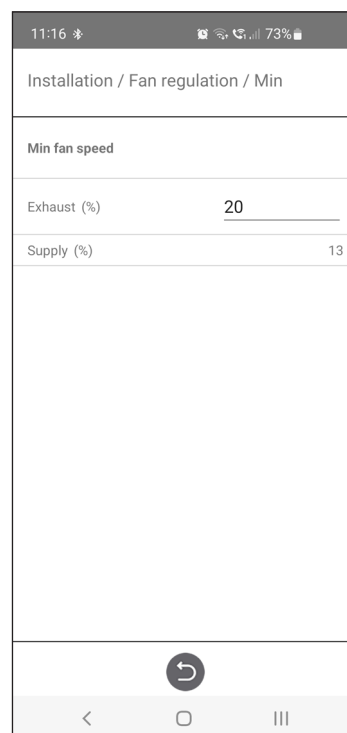 11:16 73%
Installation / Fan regulation / Min
Min fan speed
Exhaust (%) 20
Supply (%) 13